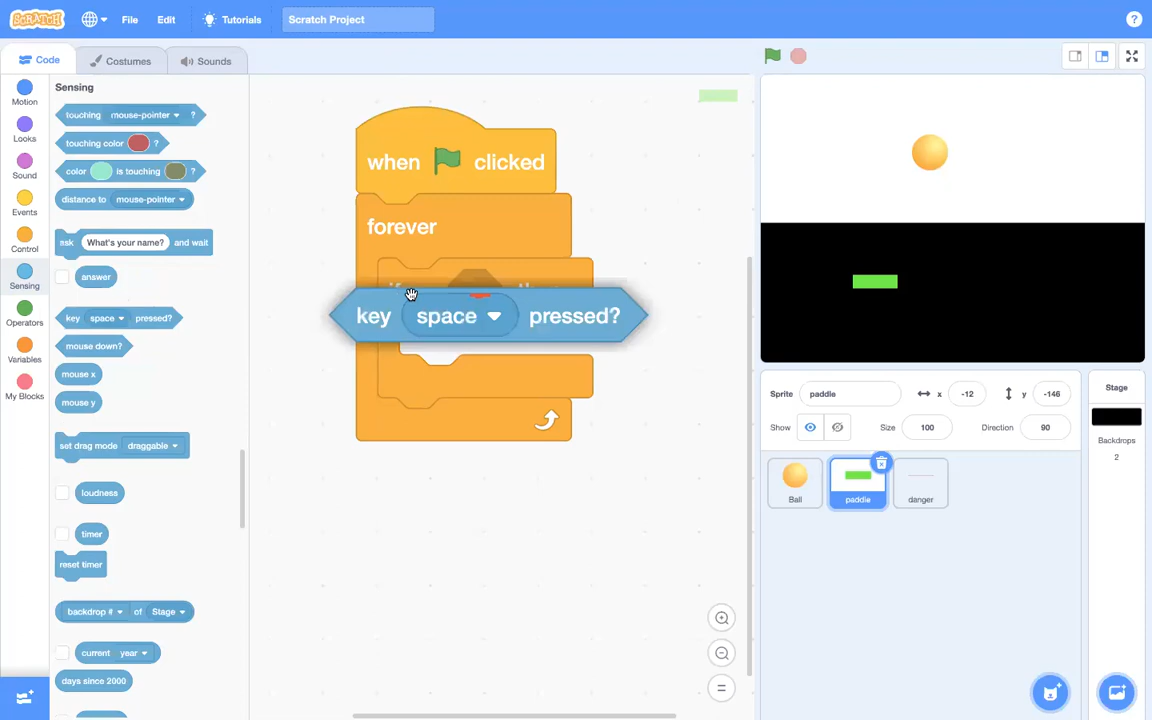 SCRATCH File Edit Tutorials Scratch Project ?
Code Costumes Sounds
Motion
Looks
Sound
Events
Control
Sensing
Operators
Variables
My Blocks
Sensing
touching mouse-pointer ?
touching color ?
color is touching ?
distance to mouse-pointer
ask What's your name? and wait
answer
key space pressed?
mouse down?
mouse x
mouse y
set drag mode draggable
loudness
timer
reset timer
backdrop # of Stage
current year
days since 2000
when clicked
forever
key space pressed?
Sprite paddle x -12 y -146
Show Size 100 Direction 90
Ball
paddle
danger
Stage
Backdrops
2